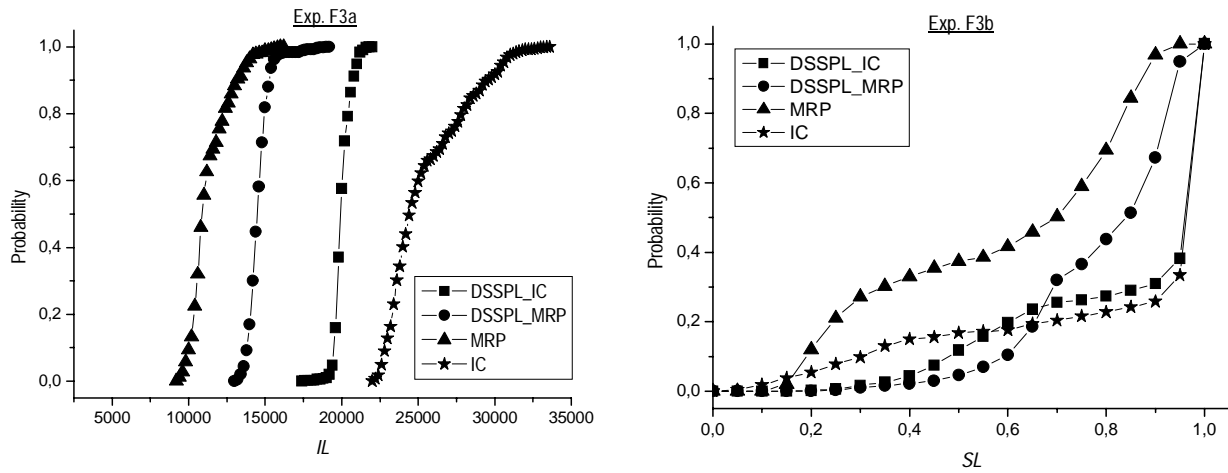 Exp. F3a
1,0
0,8
0,6
0,4
0,2
0,0
Probability
DSSPL_IC
DSSPL_MRP
MRP
IC
5000 10000 15000 20000 25000 30000 35000
IL
Exp. F3b
1,0
0,8
0,6
0,4
0,2
0,0
Probability
DSSPL_IC
DSSPL_MRP
MRP
IC
0,0 0,2 0,4 0,6 0,8 1,0
SL